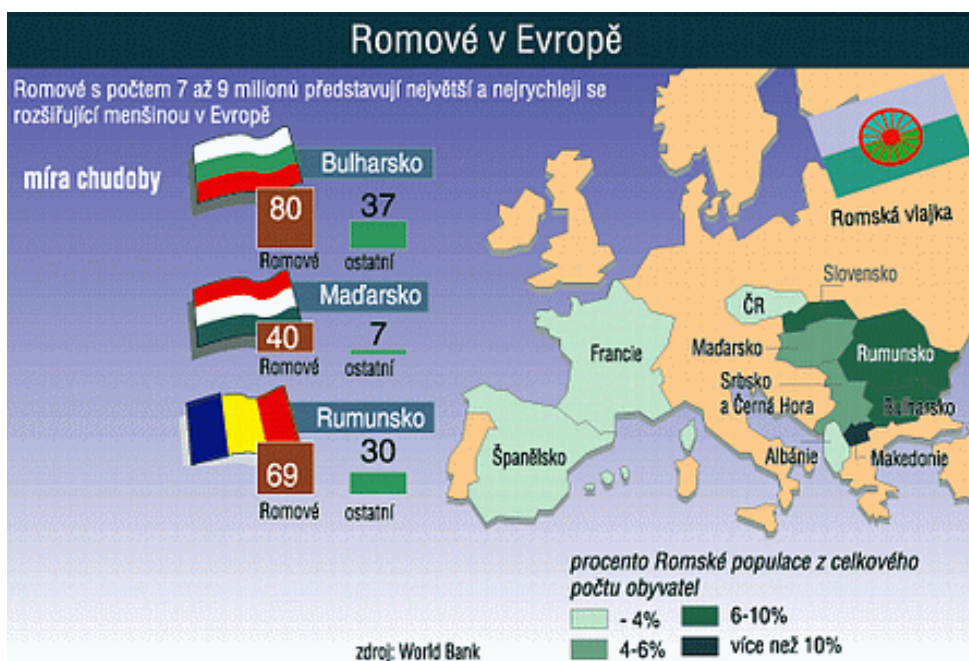 Romové v Evropě
Romové s počtem 7 až 9 milionů představují největší a nejrychleji se
rozšiřující menšinou v Evropě
míra chudoby
Bulharsko
80
37
Romové
ostatní
Maďarsko
40
7
Romové
ostatní
Rumunsko
69
30
Romové
ostatní
Romská vlajka
Slovensko
ČR
Francie
Maďarsko
Rumunsko
Srbsko
a Černá Hora
Bulharsko
Španělsko
Albánie
Makedonie
procento Romské populace z celkového
počtu obyvatel
- 4%
6-10%
4-6%
více než 10%
zdroj: World Bank